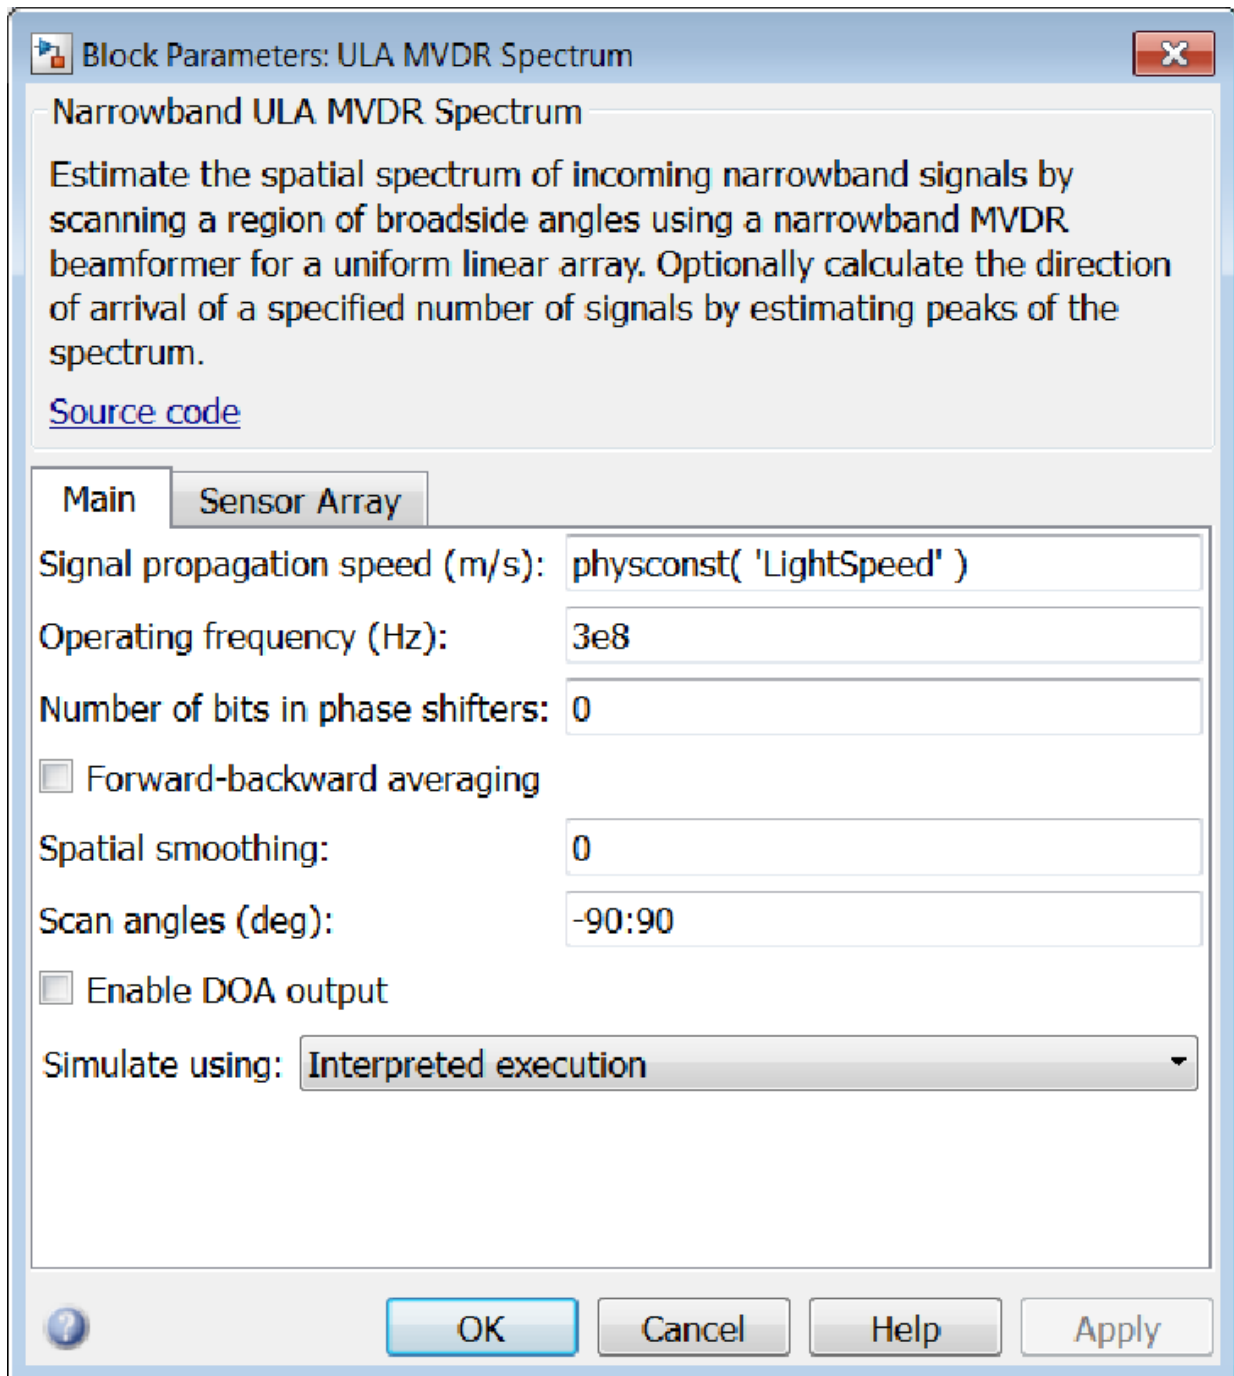 Block Parameters: ULA MVDR Spectrum
Narrowband ULA MVDR Spectrum
Estimate the spatial spectrum of incoming narrowband signals by
scanning a region of broadside angles using a narrowband MVDR
beamformer for a uniform linear array. Optionally calculate the direction
of arrival of a specified number of signals by estimating peaks of the
spectrum.
Source code
Main Sensor Array
Signal propagation speed (m/s): physconst( 'LightSpeed' )
Operating frequency (Hz): 3e8
Number of bits in phase shifters: 0
Forward-backward averaging
Spatial smoothing: 0
Scan angles (deg): -90:90
Enable DOA output
Simulate using: Interpreted execution
OK Cancel Help Apply